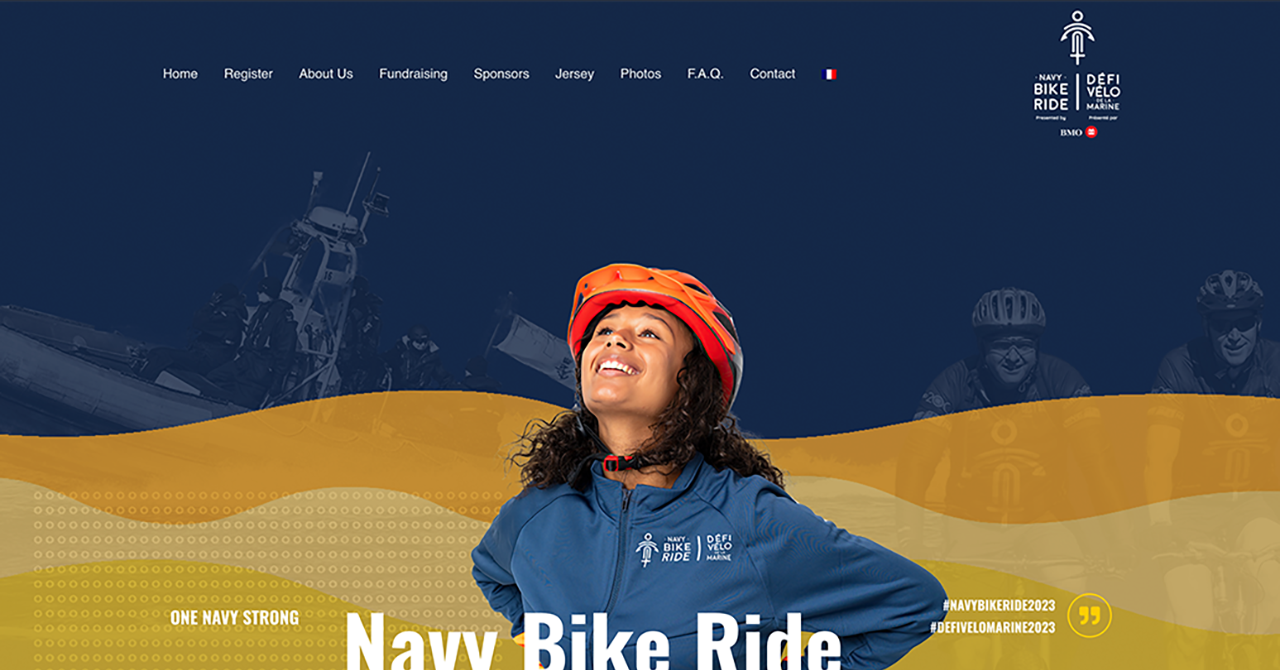 Home Register About Us Fundraising Sponsors Jersey Photos F.A.Q. Contact
NAVY
BIKE
RIDE
Presented by
DÉFI
VÉLO
DE LA
MARINE
Présenté par
BMO
NAVY
BIKE
RIDE
DÉFI
VÉLO
DE LA
MARINE
ONE NAVY STRONG
Navy Bike Ride
#NAVYBIKERIDE2023
#DEFIVELOMARINE2023